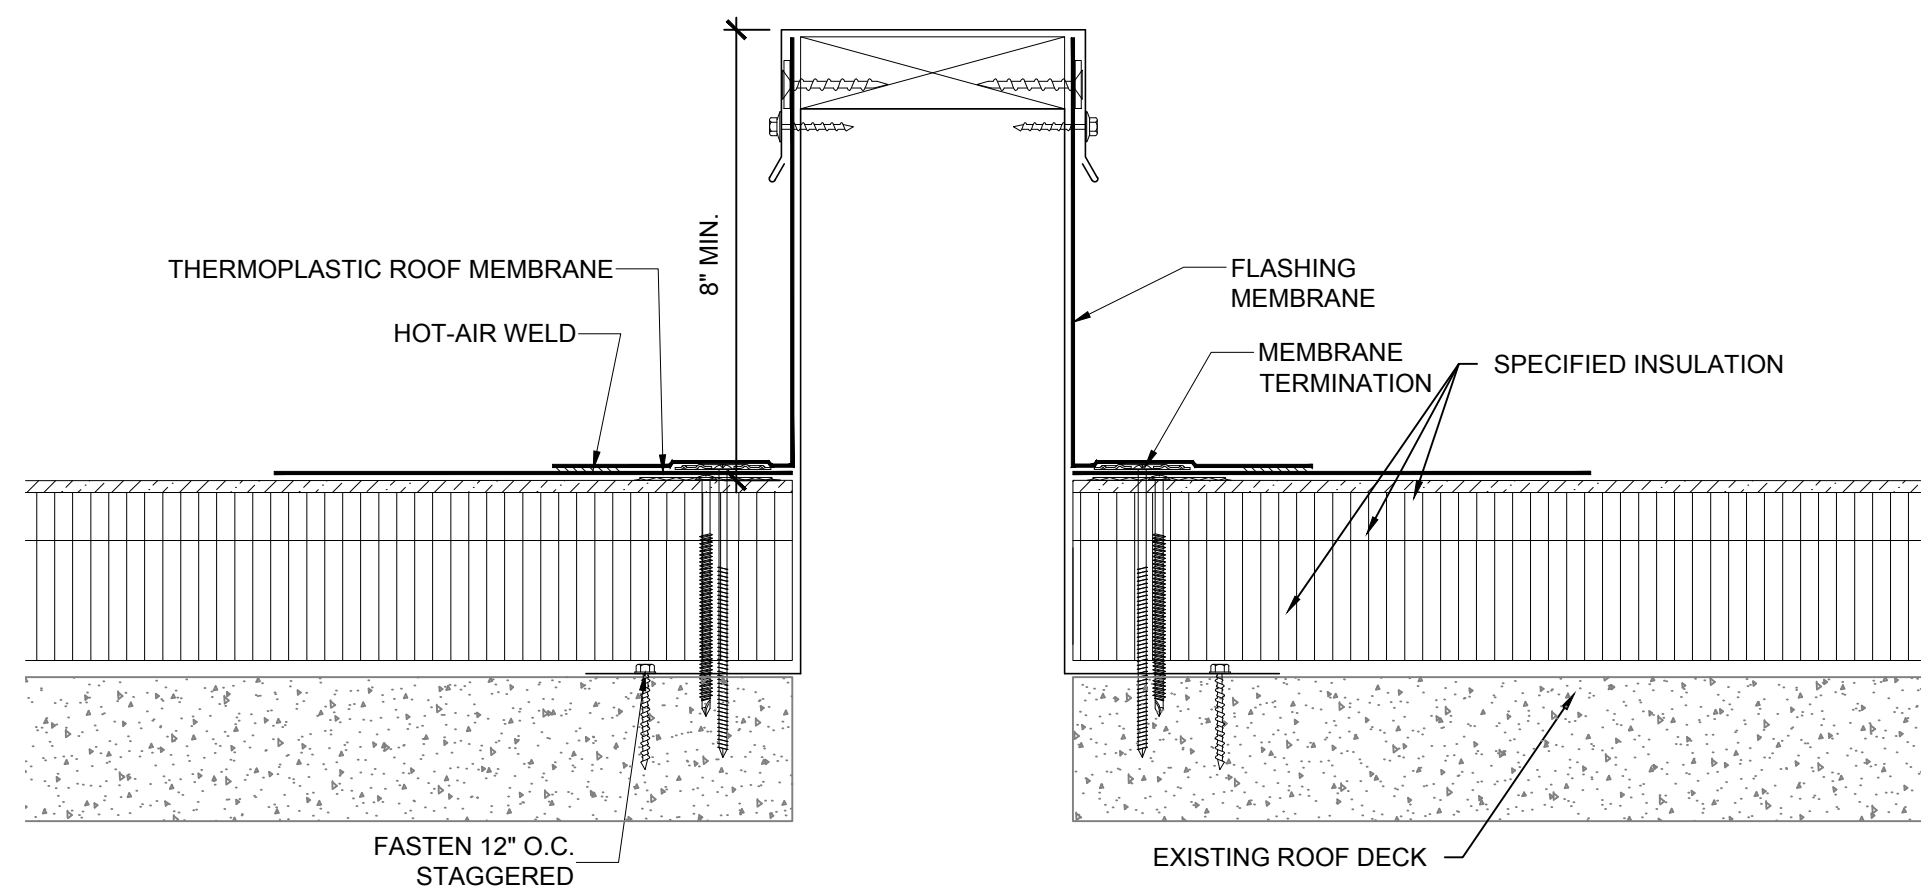 8" MIN.
THERMOPLASTIC ROOF MEMBRANE
HOT-AIR WELD
FLASHING
MEMBRANE
MEMBRANE
TERMINATION
SPECIFIED INSULATION
FASTEN 12" O.C.
STAGGERED
EXISTING ROOF DECK